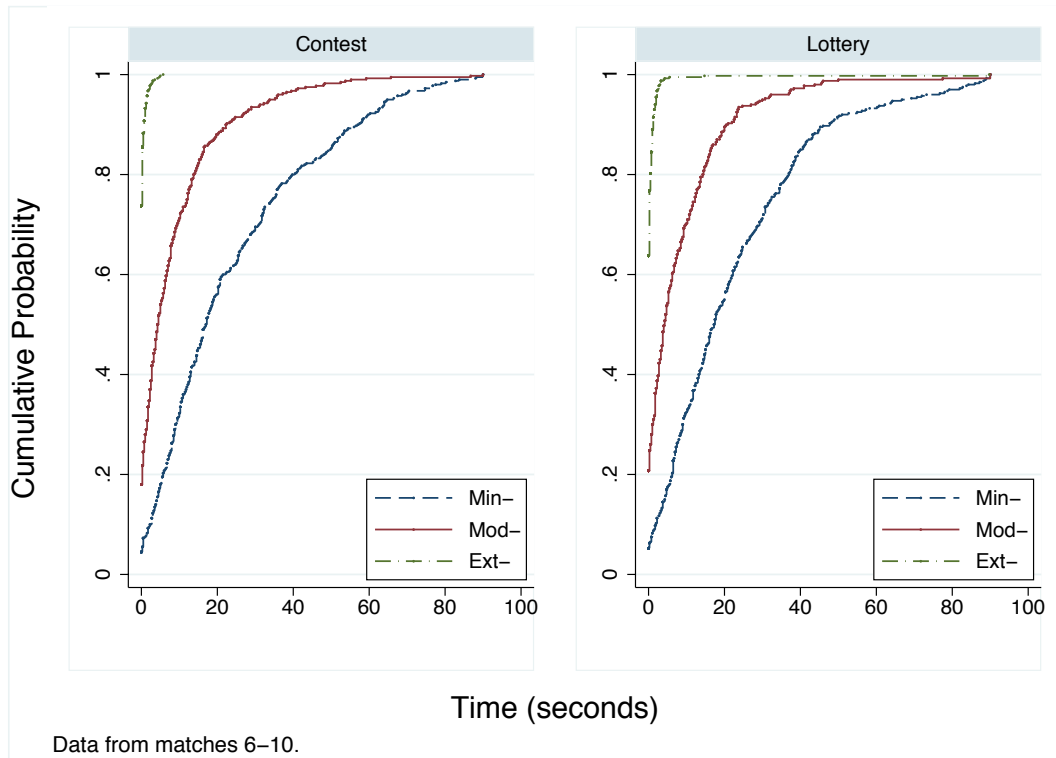 Contest
Lottery
Cumulative Probability
1
.8
.6
.4
.2
0
0 20 40 60 80 100
Min–
Mod–
Ext–
1
.8
.6
.4
.2
0
0 20 40 60 80 100
Min–
Mod–
Ext–
Time (seconds)
Data from matches 6–10.